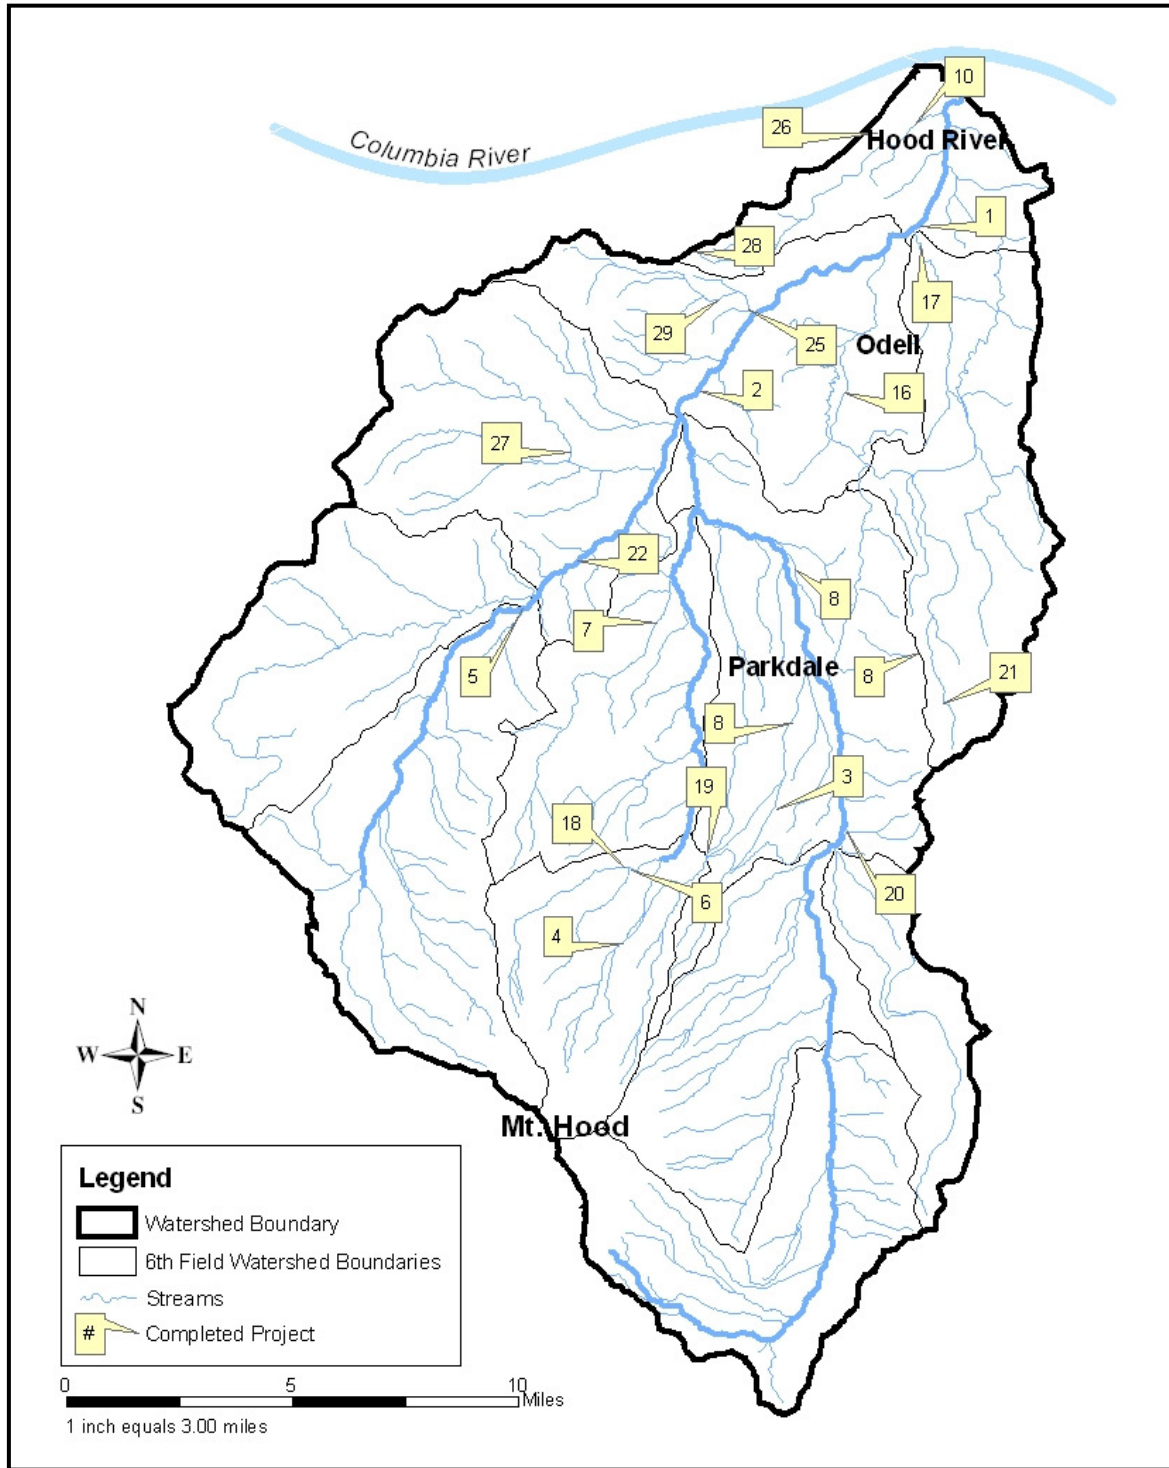 10
26
Hood River
Columbia River
1
28
17
29
25
Odell
2
16
27
22
8
7
Parkdale
5
8
21
8
19
3
18
6
20
4
N
W E
S
Mt. Hood
Legend
Watershed Boundary
6th Field Watershed Boundaries
Streams
# Completed Project
0 5 10 Miles
1 inch equals 3.00 miles